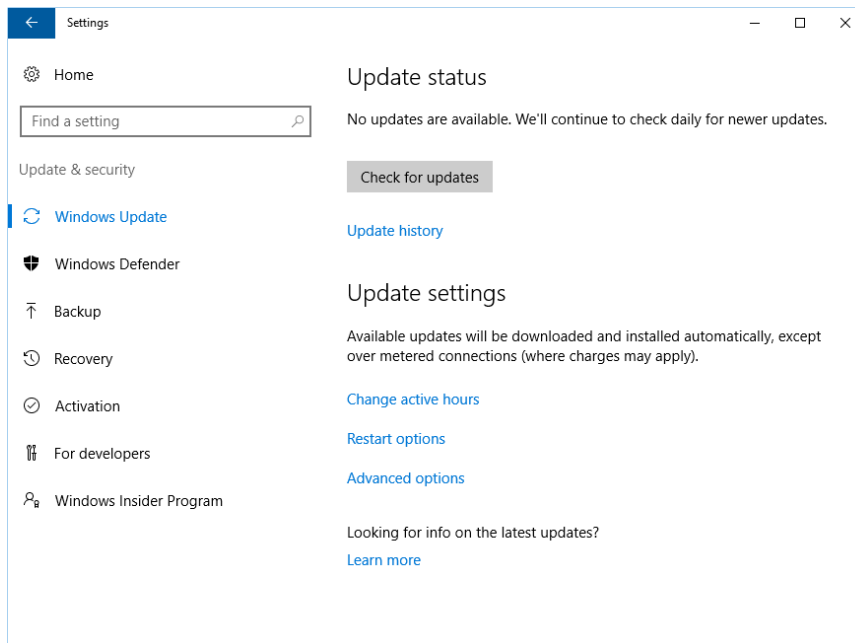 Settings
Home
Find a setting
Update & security
Windows Update
Windows Defender
Backup
Recovery
Activation
For developers
Windows Insider Program
Update status
No updates are available. We'll continue to check daily for newer updates.
Check for updates
Update history
Update settings
Available updates will be downloaded and installed automatically, except
over metered connections (where charges may apply).
Change active hours
Restart options
Advanced options
Looking for info on the latest updates?
Learn more